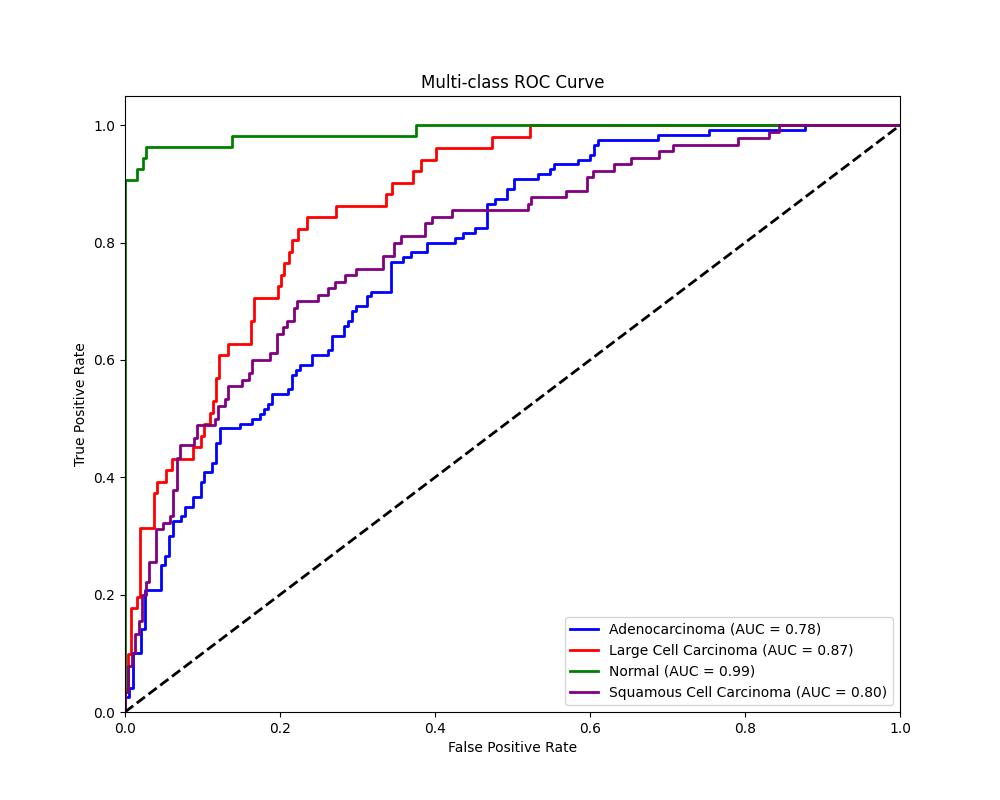 Multi-class ROC Curve
True Positive Rate
1.0
0.8
0.6
0.4
0.2
0.0
0.0 0.2 0.4 0.6 0.8 1.0
False Positive Rate
Adenocarcinoma (AUC = 0.78)
Large Cell Carcinoma (AUC = 0.87)
Normal (AUC = 0.99)
Squamous Cell Carcinoma (AUC = 0.80)